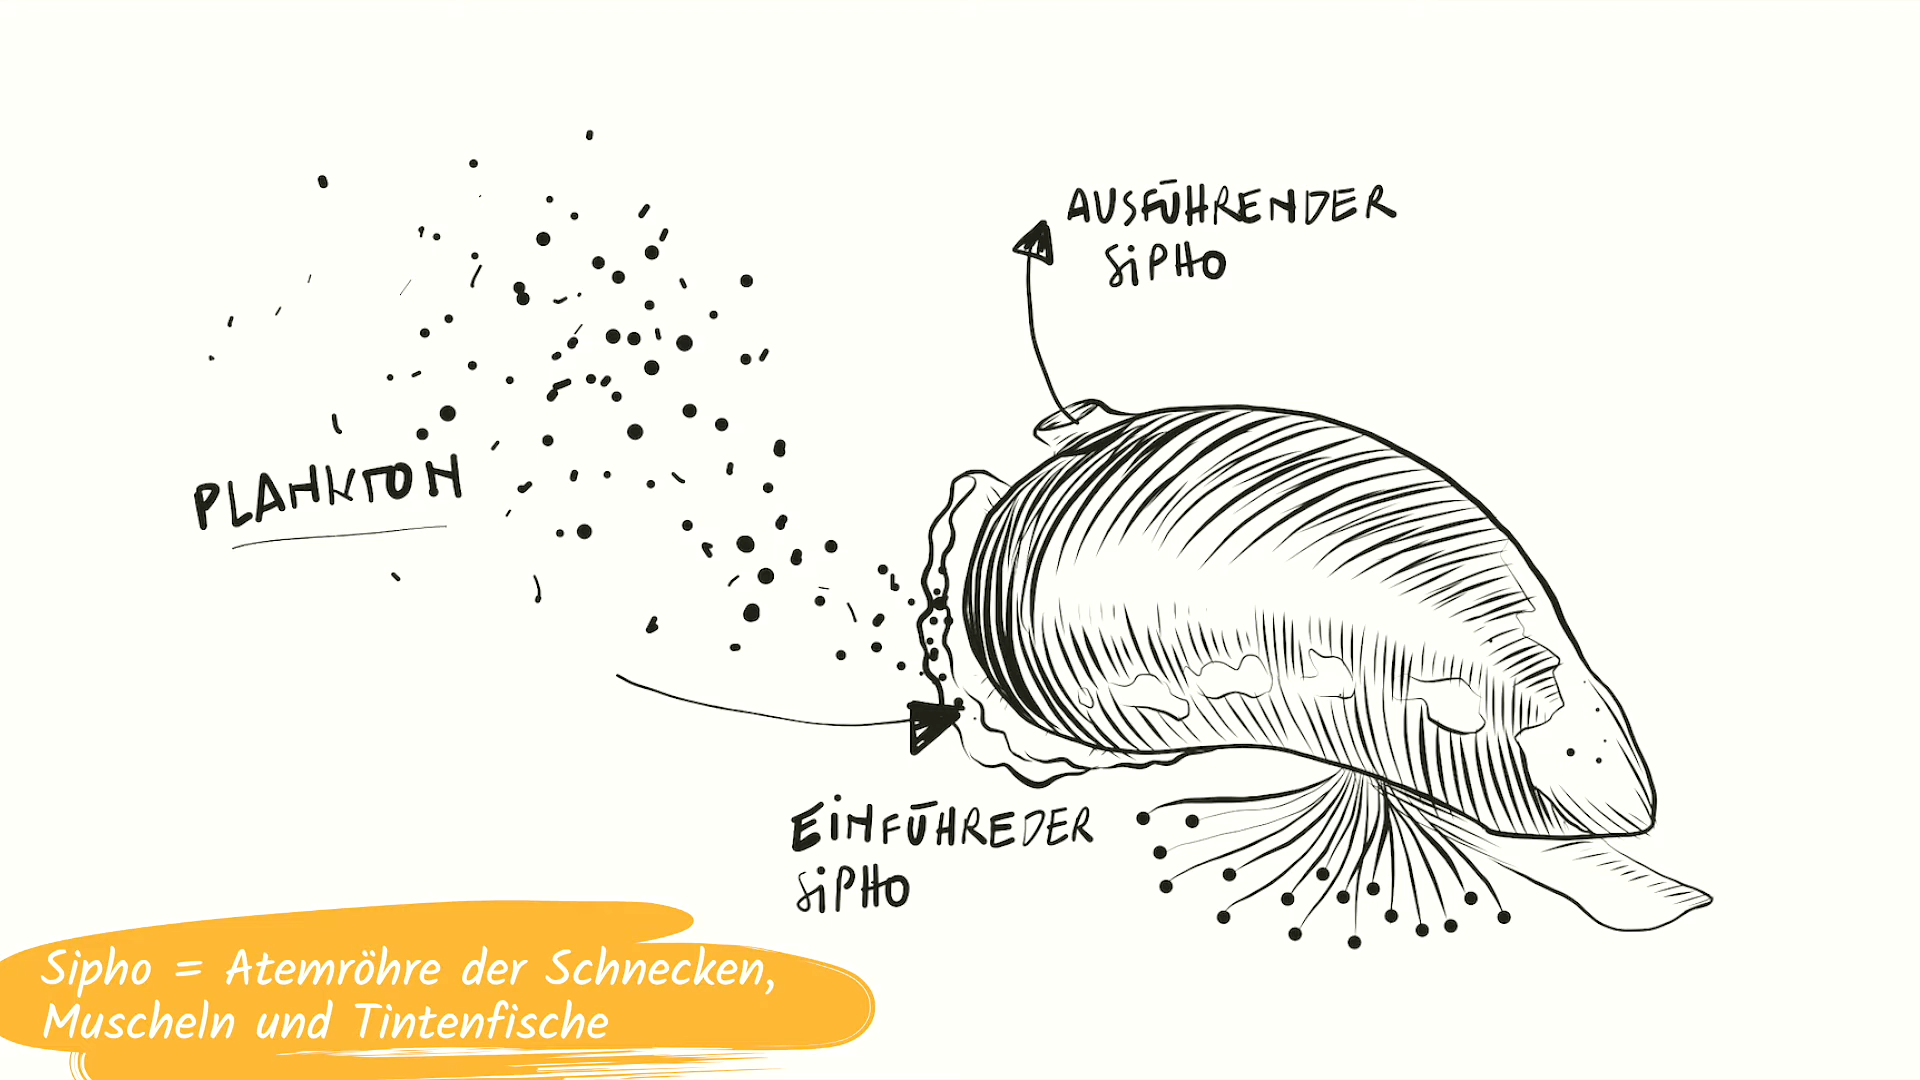 AUSFÜHRENDER
SiPHO
PLANKTON
EINFÜHREDER
SiPHO
Sipho = Atemröhre der Schnecken,
Muscheln und Tintenfische